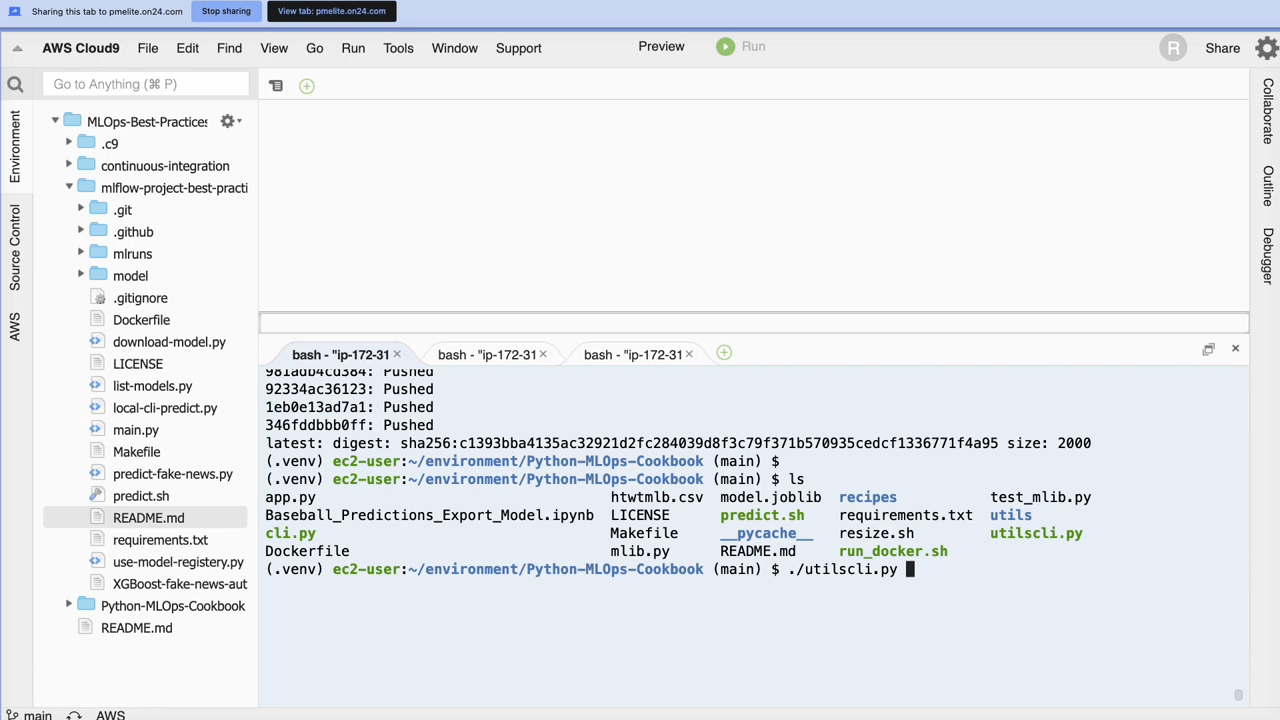 Sharing this tab to pmelite.on24.com Stop sharing View tab: pmelite.on24.com
AWS Cloud9 File Edit Find View Go Run Tools Window Support Preview Run R Share
Go to Anything (⌘ P)
Environment
Source Control
AWS
MLOps-Best-Practices
.c9
continuous-integration
mlflow-project-best-practi
.git
.github
mlruns
model
.gitignore
Dockerfile
download-model.py
LICENSE
list-models.py
local-cli-predict.py
main.py
Makefile
predict-fake-news.py
predict.sh
README.md
requirements.txt
use-model-registry.py
XGBoost-fake-news-aut
Python-MLOps-Cookbook
README.md
bash - "ip-172-31 × bash - "ip-172-31 × bash - "ip-172-31 ×
981adb4cd384: Pushed
92334ac36123: Pushed
1eb0e13ad7a1: Pushed
346fddbbb0ff: Pushed
latest: digest: sha256:c1393bba4135ac32921d2fc284039d8f3c79f371b570935cedcf1336771f4a95 size: 2000
(.venv) ec2-user:~/environment/Python-MLOps-Cookbook (main) $
(.venv) ec2-user:~/environment/Python-MLOps-Cookbook (main) $ ls
app.py htwtmlb.csv model.joblib recipes test_mlib.py
Baseball_Predictions_Export_Model.ipynb LICENSE predict.sh requirements.txt utils
cli.py Makefile __pycache__ resize.sh utilscli.py
Dockerfile mlib.py README.md run_docker.sh
(.venv) ec2-user:~/environment/Python-MLOps-Cookbook (main) $ ./utilscli.py
Collaborate
Outline
Debugger
main AWS